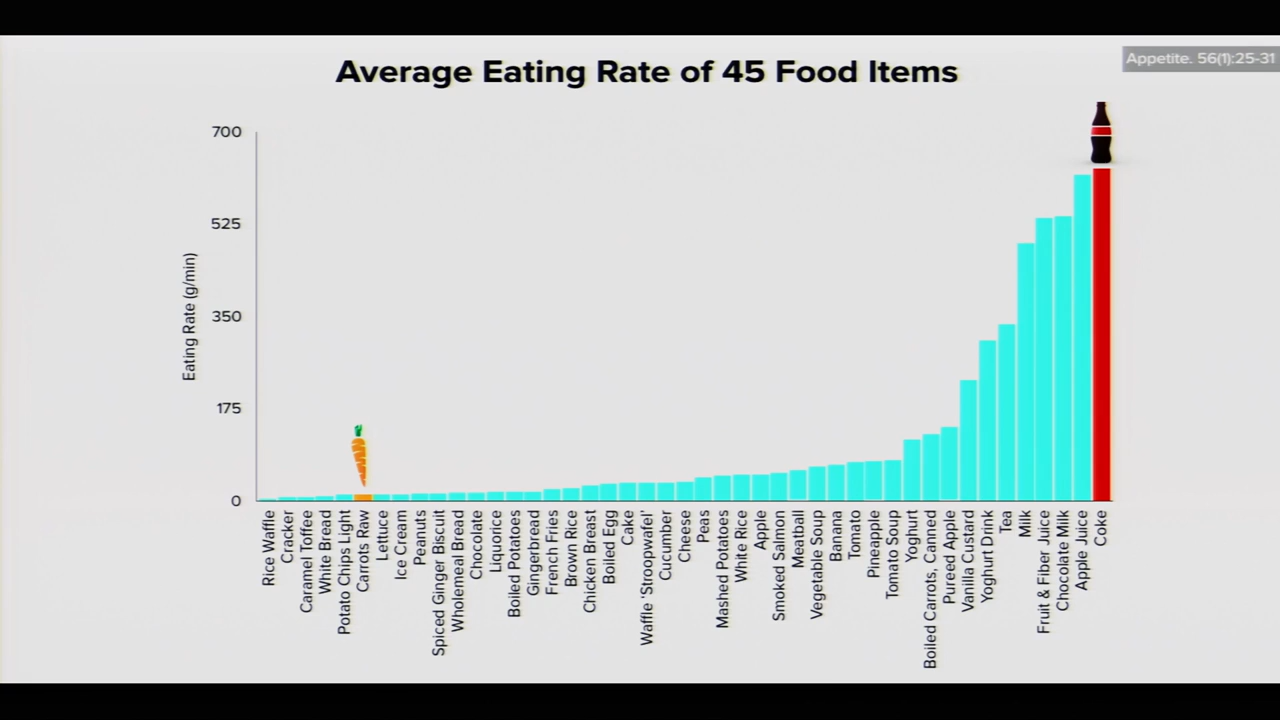 Average Eating Rate of 45 Food Items
Appetite. 56(1):25-31
Eating Rate (g/min)
700
525
350
175
0
Rice Waffle
Cracker
Caramel Toffee
White Bread
Potato Chips Light
Carrots Raw
Lettuce
Ice Cream
Peanuts
Spiced Ginger Biscuit
Wholemeal Bread
Chocolate
Liquorice
Boiled Potatoes
Gingerbread
French Fries
Brown Rice
Chicken Breast
Boiled Egg
Cake
Waffle 'Stroopwafel'
Cucumber
Cheese
Peas
Mashed Potatoes
White Rice
Apple
Smoked Salmon
Meatball
Vegetable Soup
Banana
Tomato
Pineapple
Tomato Soup
Yoghurt
Boiled Carrots, Canned
Pureed Apple
Vanilla Custard
Yoghurt Drink
Tea
Milk
Fruit & Fiber Juice
Chocolate Milk
Apple Juice
Coke